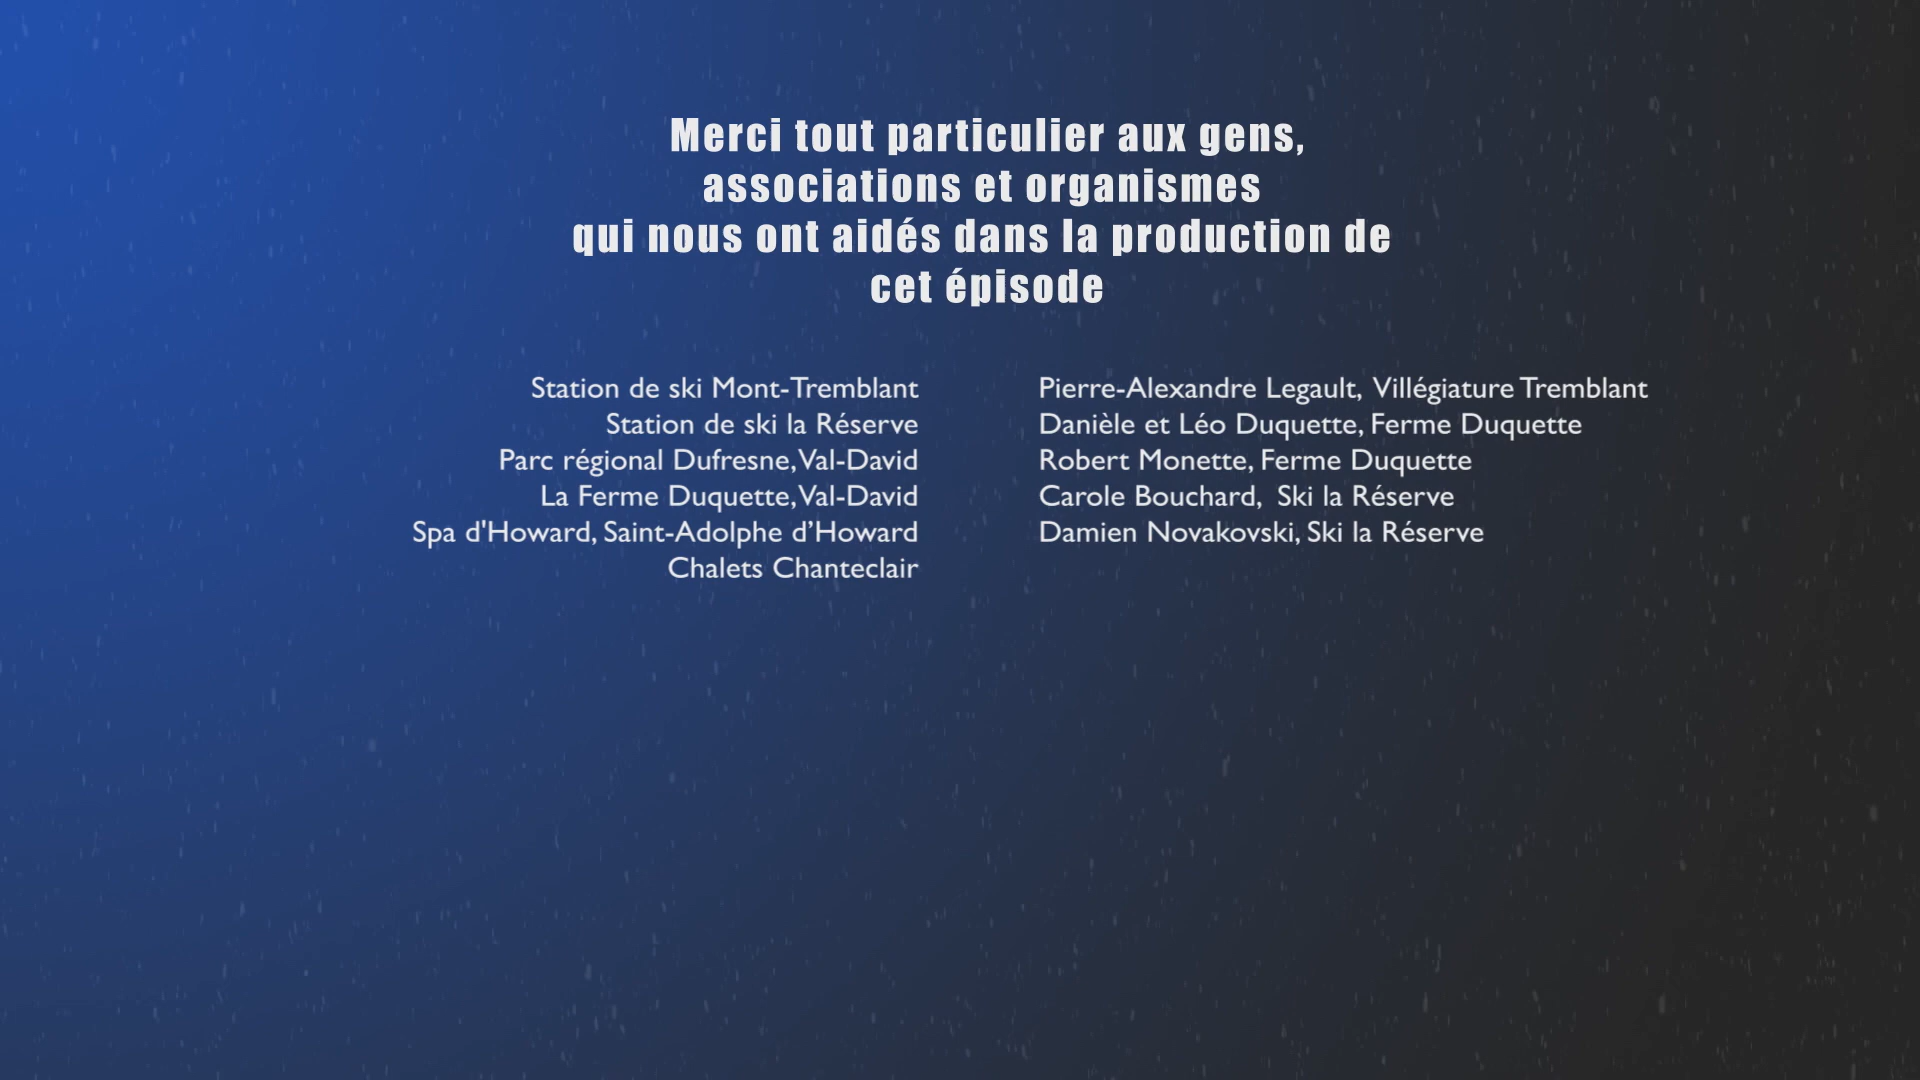 Merci tout particulier aux gens,
associations et organismes
qui nous ont aidés dans la production de
cet épisode
Station de ski Mont-Tremblant
Station de ski la Réserve
Parc régional Dufresne, Val-David
La Ferme Duquette, Val-David
Spa d'Howard, Saint-Adolphe d’Howard
Chalets Chanteclair
Pierre-Alexandre Legault, Villégiature Tremblant
Danièle et Léo Duquette, Ferme Duquette
Robert Monette, Ferme Duquette
Carole Bouchard, Ski la Réserve
Damien Novakovski, Ski la Réserve